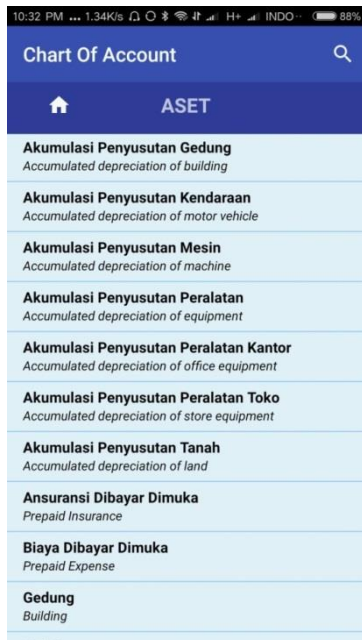 10:32 PM ... 1.34K/s H+ INDO·· 88%
Chart Of Account
ASET
Akumulasi Penyusutan Gedung
Accumulated depreciation of building
Akumulasi Penyusutan Kendaraan
Accumulated depreciation of motor vehicle
Akumulasi Penyusutan Mesin
Accumulated depreciation of machine
Akumulasi Penyusutan Peralatan
Accumulated depreciation of equipment
Akumulasi Penyusutan Peralatan Kantor
Accumulated depreciation of office equipment
Akumulasi Penyusutan Peralatan Toko
Accumulated depreciation of store equipment
Akumulasi Penyusutan Tanah
Accumulated depreciation of land
Ansuransi Dibayar Dimuka
Prepaid Insurance
Biaya Dibayar Dimuka
Prepaid Expense
Gedung
Building